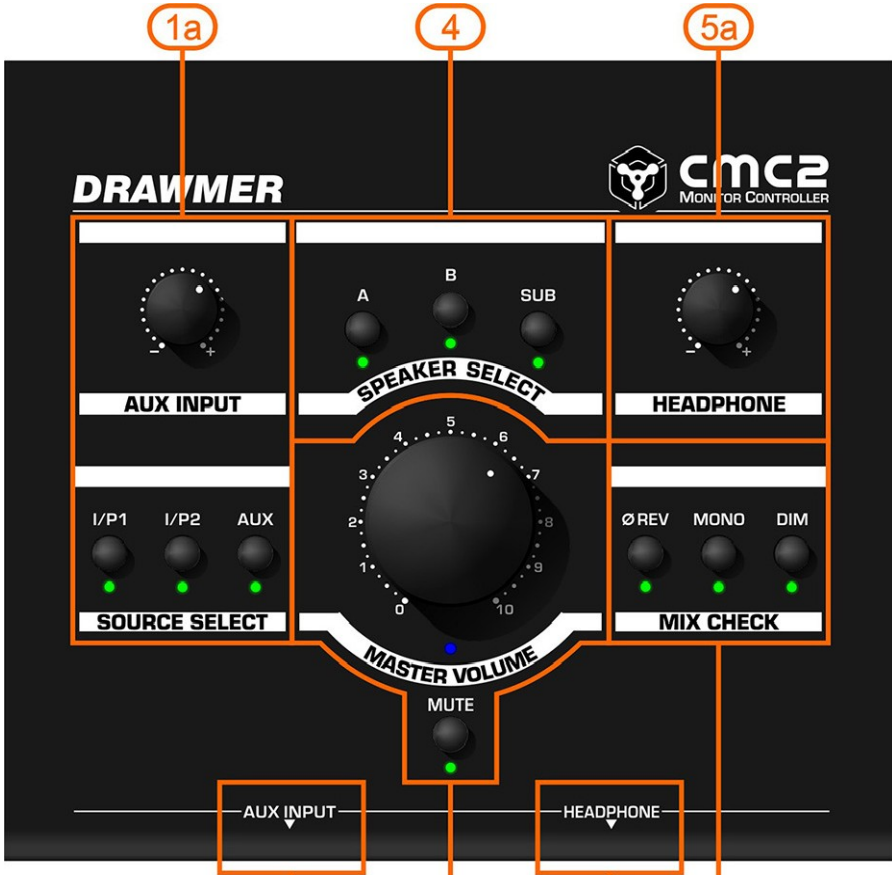 1a 4 5a
DRAWMER
cmc2
MONITOR CONTROLLER
A B SUB
SPEAKER SELECT
- +
AUX INPUT
- +
HEADPHONE
I/P1 I/P2 AUX
SOURCE SELECT
0 1 2 3 4 5 6 7 8 9 10
MASTER VOLUME
ØREV MONO DIM
MIX CHECK
MUTE
AUX INPUT
HEADPHONE